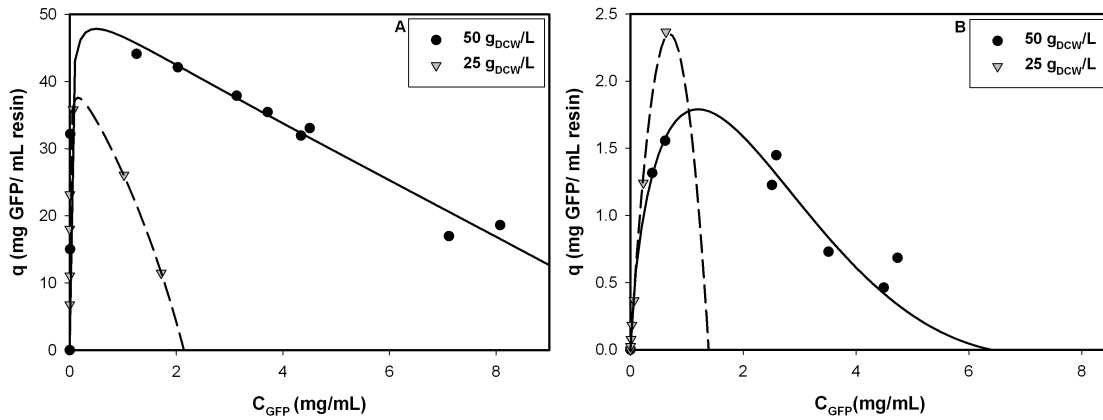 A
50 g_DCW/L
25 g_DCW/L
50
40
30
20
10
0
q (mg GFP/ mL resin)
0 2 4 6 8
C_GFP (mg/mL)
B
50 g_DCW/L
25 g_DCW/L
2.5
2.0
1.5
1.0
0.5
0.0
q (mg GFP/ mL resin)
0 2 4 6 8
C_GFP(mg/mL)